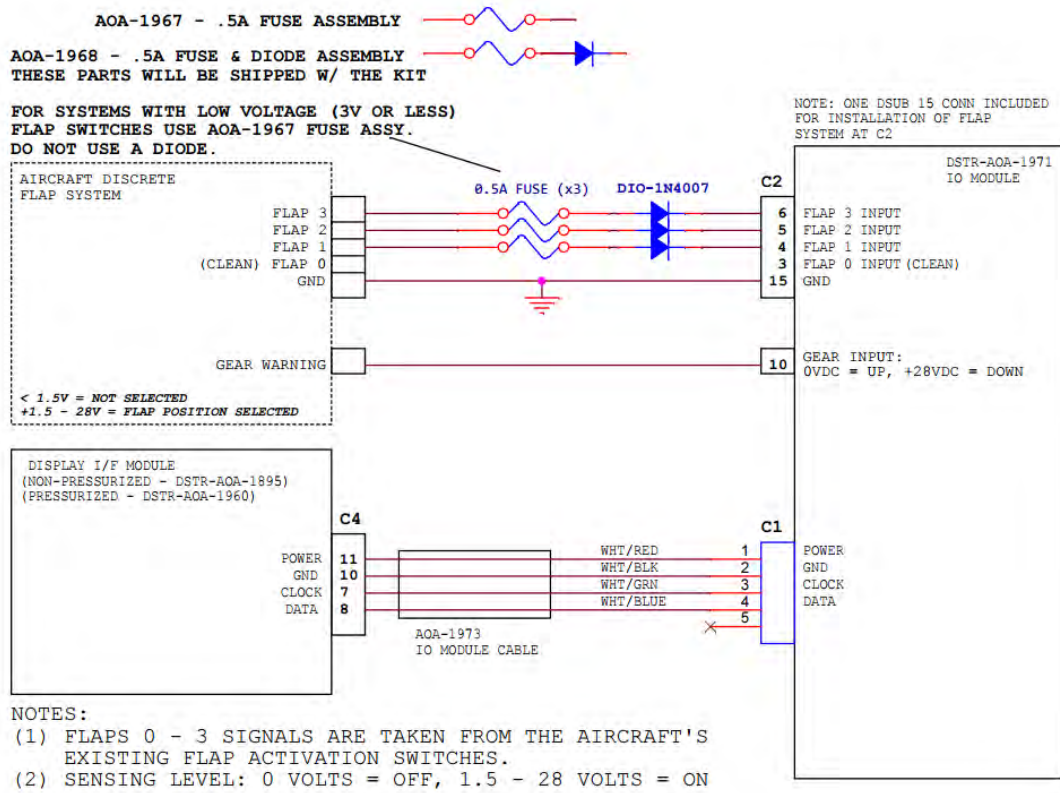 AOA-1967 - .5A FUSE ASSEMBLY
AOA-1968 - .5A FUSE & DIODE ASSEMBLY
THESE PARTS WILL BE SHIPPED W/ THE KIT
FOR SYSTEMS WITH LOW VOLTAGE (3V OR LESS)
FLAP SWITCHES USE AOA-1967 FUSE ASSY.
DO NOT USE A DIODE.
NOTE: ONE DSUB 15 CONN INCLUDED
FOR INSTALLATION OF FLAP
SYSTEM AT C2
AIRCRAFT DISCRETE
FLAP SYSTEM
FLAP 3
FLAP 2
FLAP 1
(CLEAN) FLAP 0
GND
GEAR WARNING
< 1.5V = NOT SELECTED
+1.5 - 28V = FLAP POSITION SELECTED
0.5A FUSE (x3)
DIO-1N4007
C2
DSTR-AOA-1971
IO MODULE
6 FLAP 3 INPUT
5 FLAP 2 INPUT
4 FLAP 1 INPUT
3 FLAP 0 INPUT (CLEAN)
15 GND
10 GEAR INPUT:
0VDC = UP, +28VDC = DOWN
DISPLAY I/F MODULE
(NON-PRESSURIZED - DSTR-AOA-1895)
(PRESSURIZED - DSTR-AOA-1960)
C4
POWER 11
GND 10
CLOCK 7
DATA 8
AOA-1973
IO MODULE CABLE
WHT/RED
WHT/BLK
WHT/GRN
WHT/BLUE
C1
1 POWER
2 GND
3 CLOCK
4 DATA
5
NOTES:
(1) FLAPS 0 - 3 SIGNALS ARE TAKEN FROM THE AIRCRAFT'S
EXISTING FLAP ACTIVATION SWITCHES.
(2) SENSING LEVEL: 0 VOLTS = OFF, 1.5 - 28 VOLTS = ON